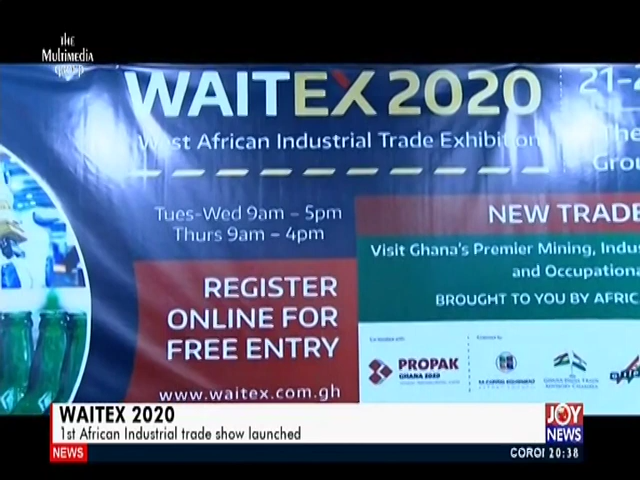 THE
Multimedia
GROUP
WAITEX 2020
21-2
West African Industrial Trade Exhibition
The
Grou
Tues-Wed 9am – 5pm
Thurs 9am – 4pm
NEW TRADE
Visit Ghana's Premier Mining, Indus
and Occupationa
BROUGHT TO YOU BY AFRIC
REGISTER
ONLINE FOR
FREE ENTRY
www.waitex.com.gh
PROPAK
GHANA 2020
WAITEX 2020
1st African Industrial trade show launched
JOY
NEWS
NEWS
COROI 20:38